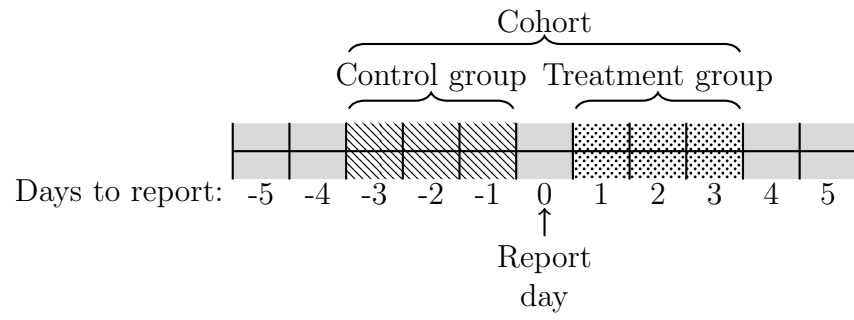 Cohort
Control group Treatment group
Days to report: -5 -4 -3 -2 -1 0 1 2 3 4 5
Report
day